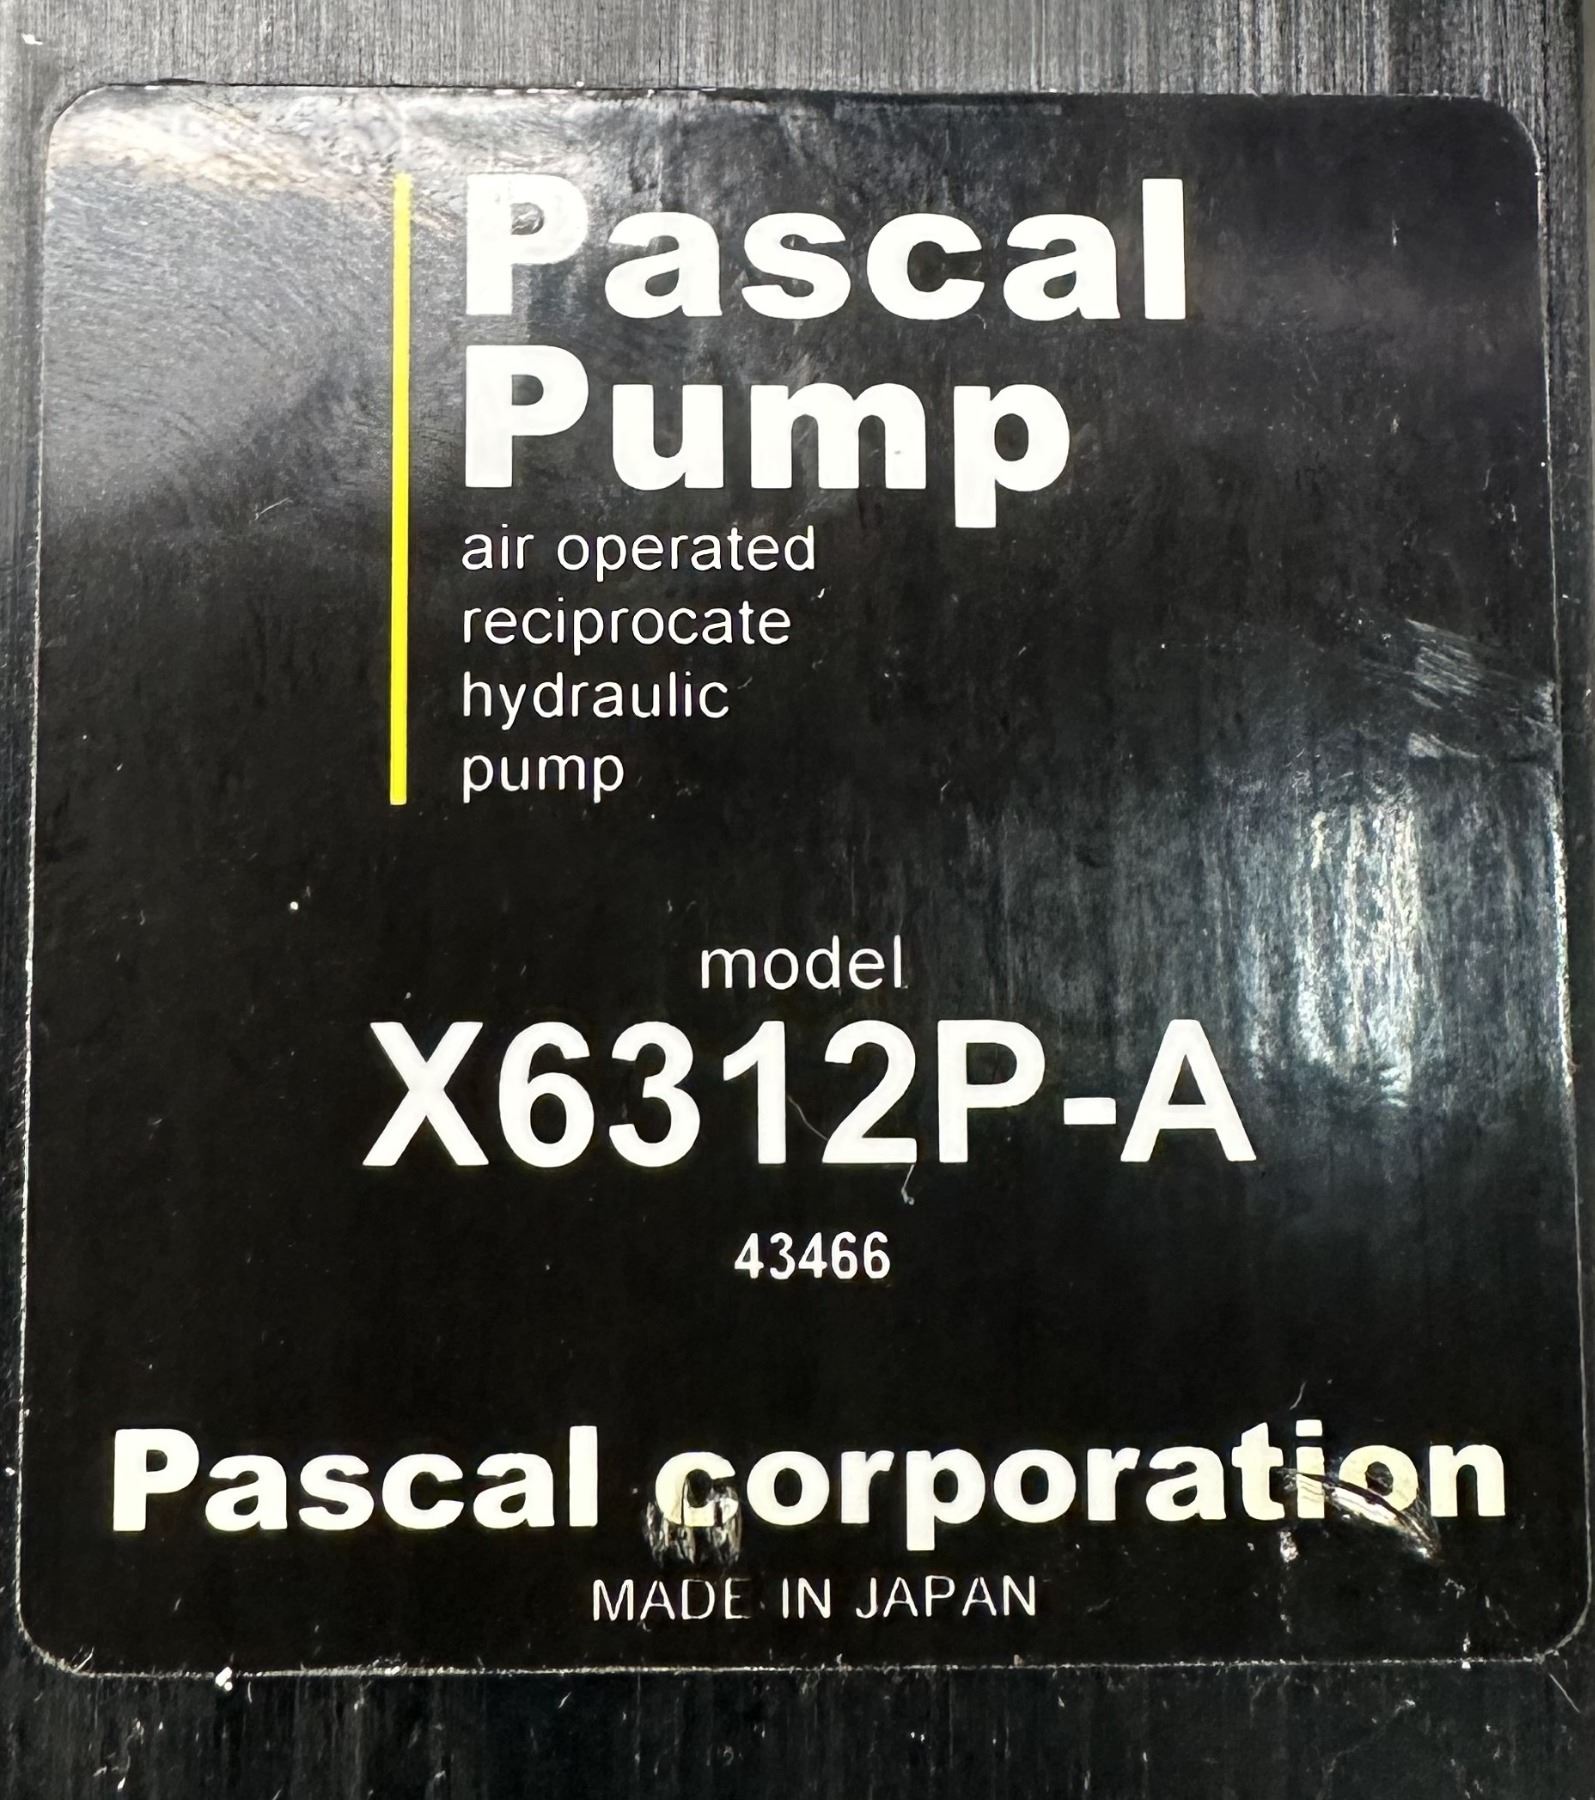 Pascal
Pump
air operated
reciprocate
hydraulic
pump
model
X6312P-A
43466
Pascal corporation
MADE IN JAPAN